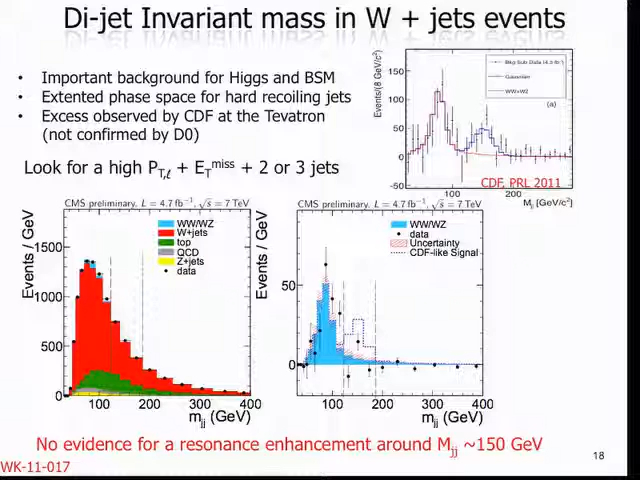 Di-jet Invariant mass in W + jets events
• Important background for Higgs and BSM
• Extented phase space for hard recoiling jets
• Excess observed by CDF at the Tevatron
(not confirmed by D0)
Look for a high P_T,ℓ + E_T^miss + 2 or 3 jets
Events/(8 GeV/c²)
150
100
50
0
-50
Bkg Sub Data (4.3 fb⁻¹)
Gaussian
WW+WZ
(a)
CDF, PRL 2011
100
200
M_jj [GeV/c²]
CMS preliminary. L = 4.7 fb⁻¹, √s = 7 TeV
Events / GeV
1500
1000
500
0
WW/WZ
W+jets
top
QCD
Z+jets
data
100 200 300 400
m_jj (GeV)
CMS preliminary. L = 4.7 fb⁻¹, √s = 7 TeV
Events / GeV
50
0
WW/WZ
data
Uncertainty
CDF-like Signal
100 200 300 400
m_jj (GeV)
No evidence for a resonance enhancement around M_jj ~150 GeV
WK-11-017
18